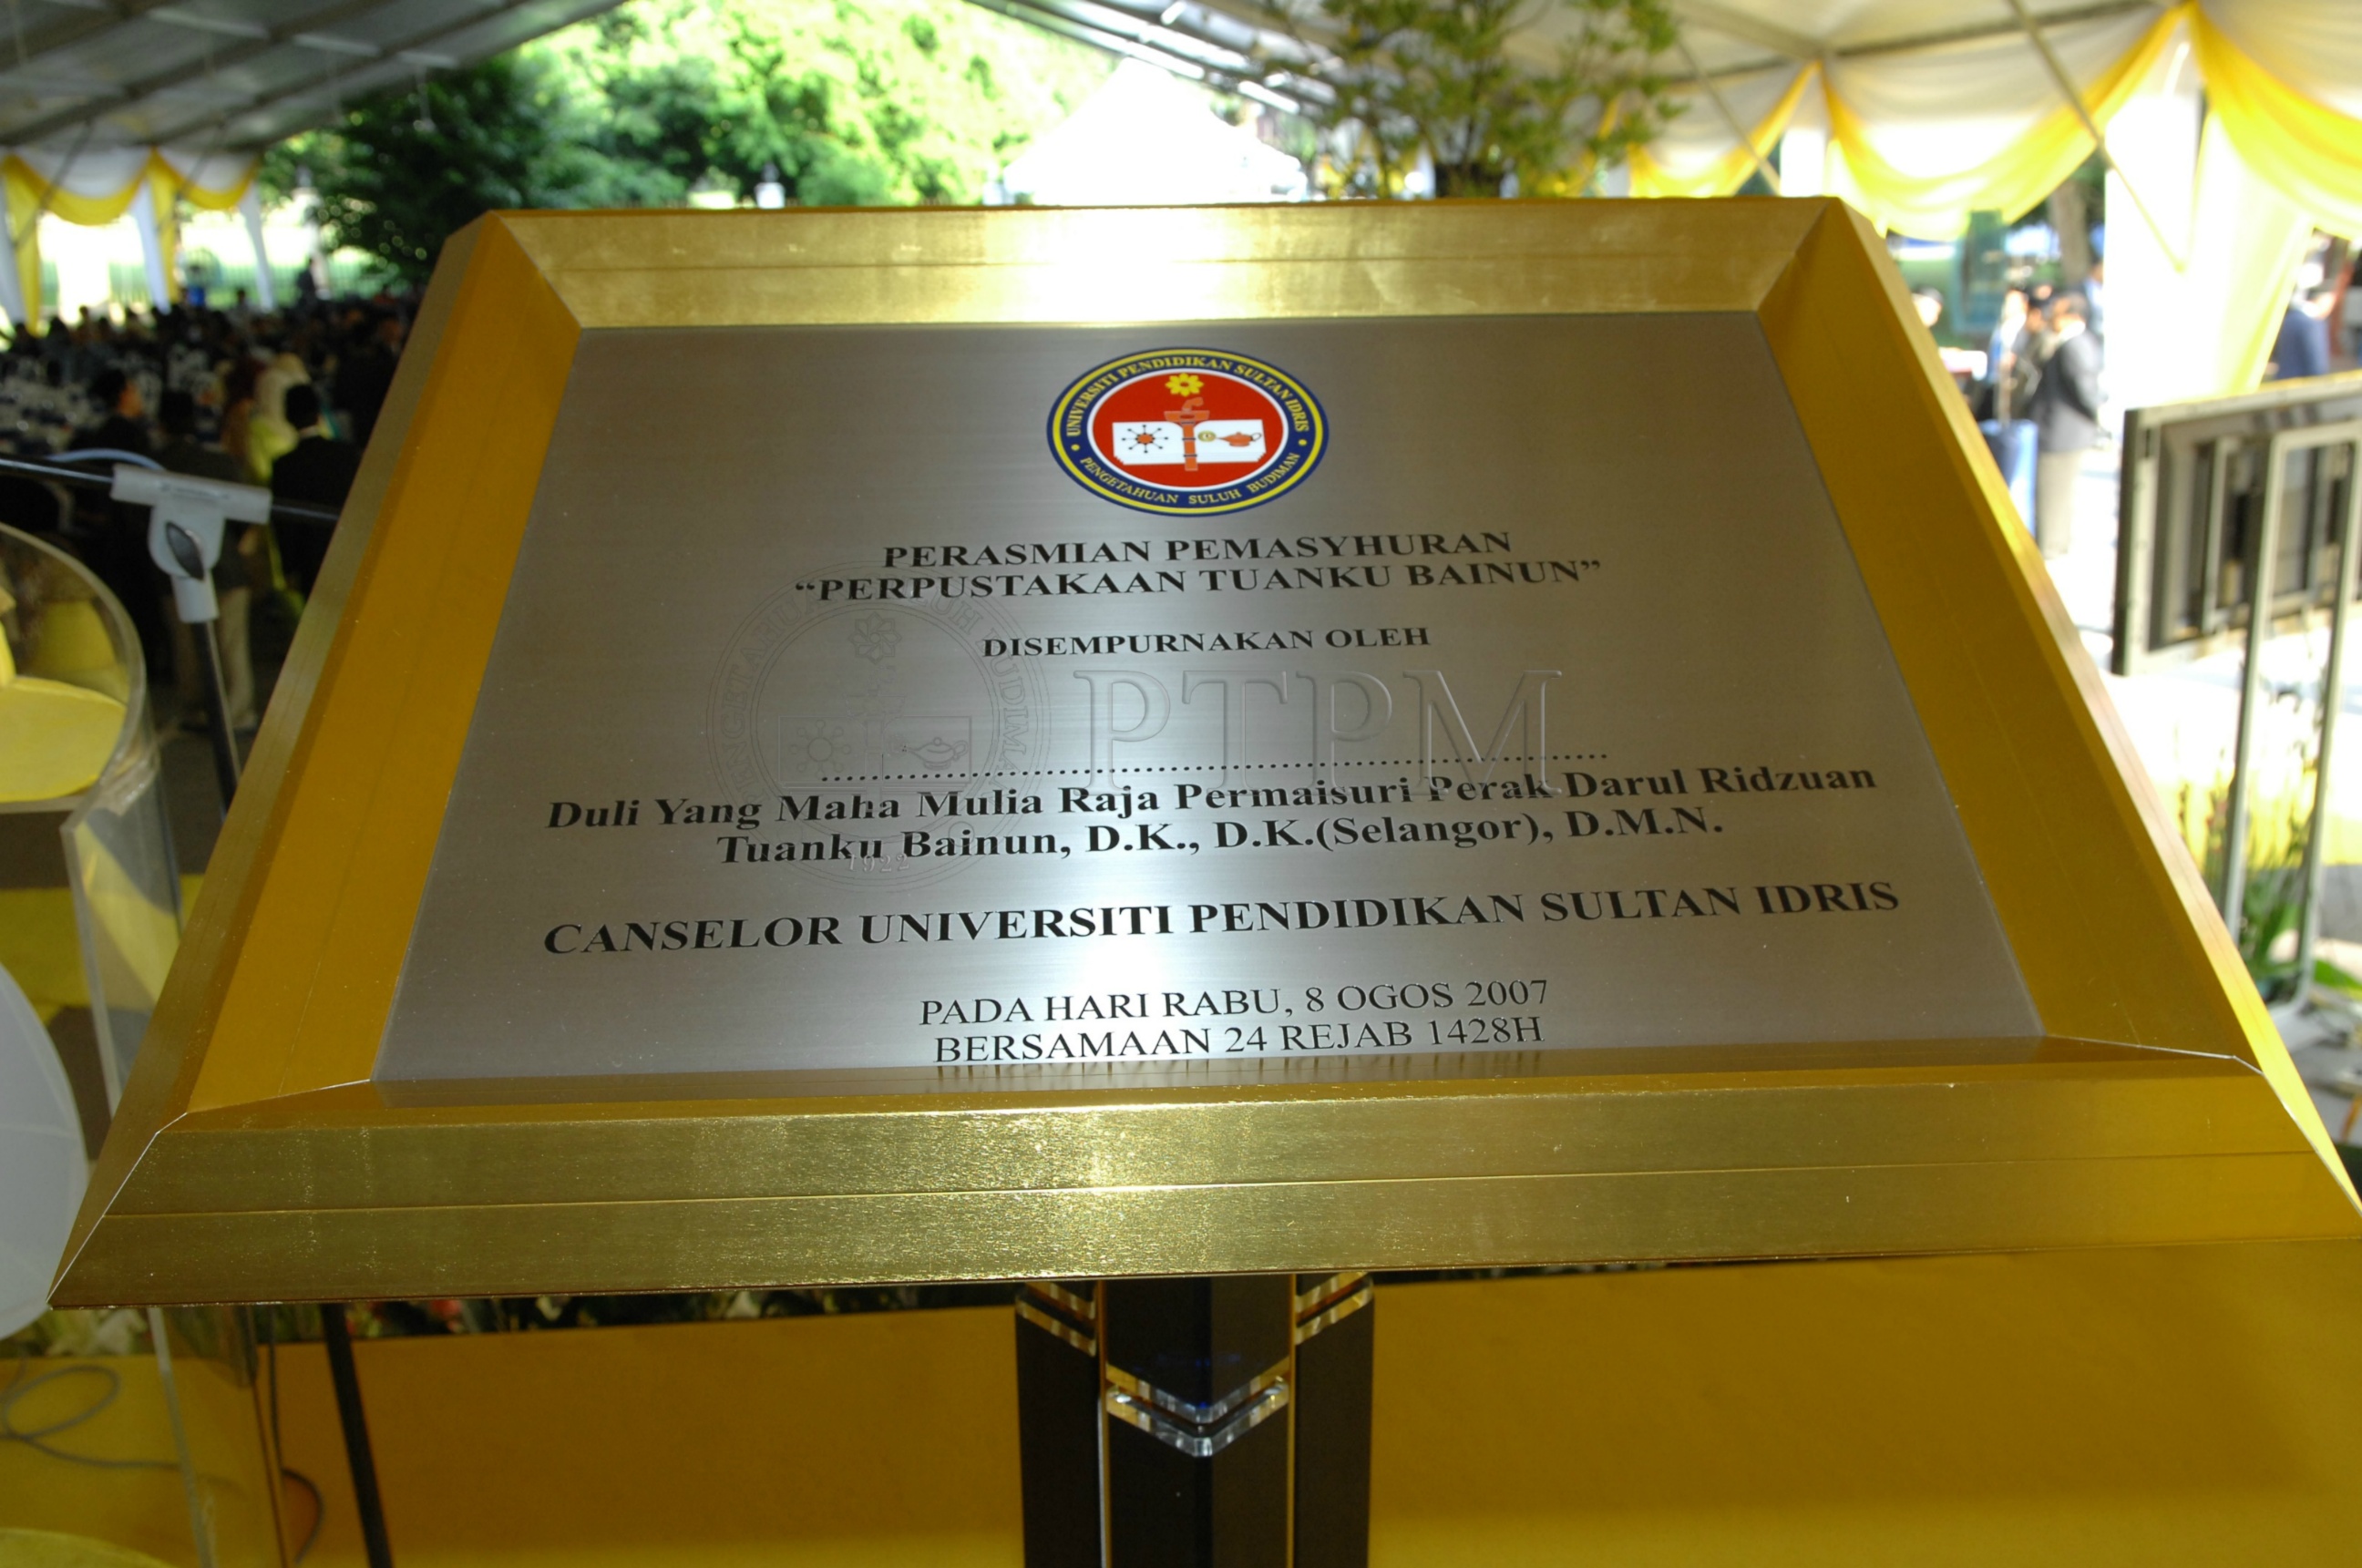 UNIVERSITI PENDIDIKAN SULTAN IDRIS
PENGETAHUAN SULUH BUDIMAN
PERASMIAN PEMASYHURAN
“PERPUSTAKAAN TUANKU BAINUN”
DISEMPURNAKAN OLEH
PTPM
..................................................................
Duli Yang Maha Mulia Raja Permaisuri Perak Darul Ridzuan
Tuanku Bainun, D.K., D.K.(Selangor), D.M.N.
1922
CANSELOR UNIVERSITI PENDIDIKAN SULTAN IDRIS
PADA HARI RABU, 8 OGOS 2007
BERSAMAAN 24 REJAB 1428H